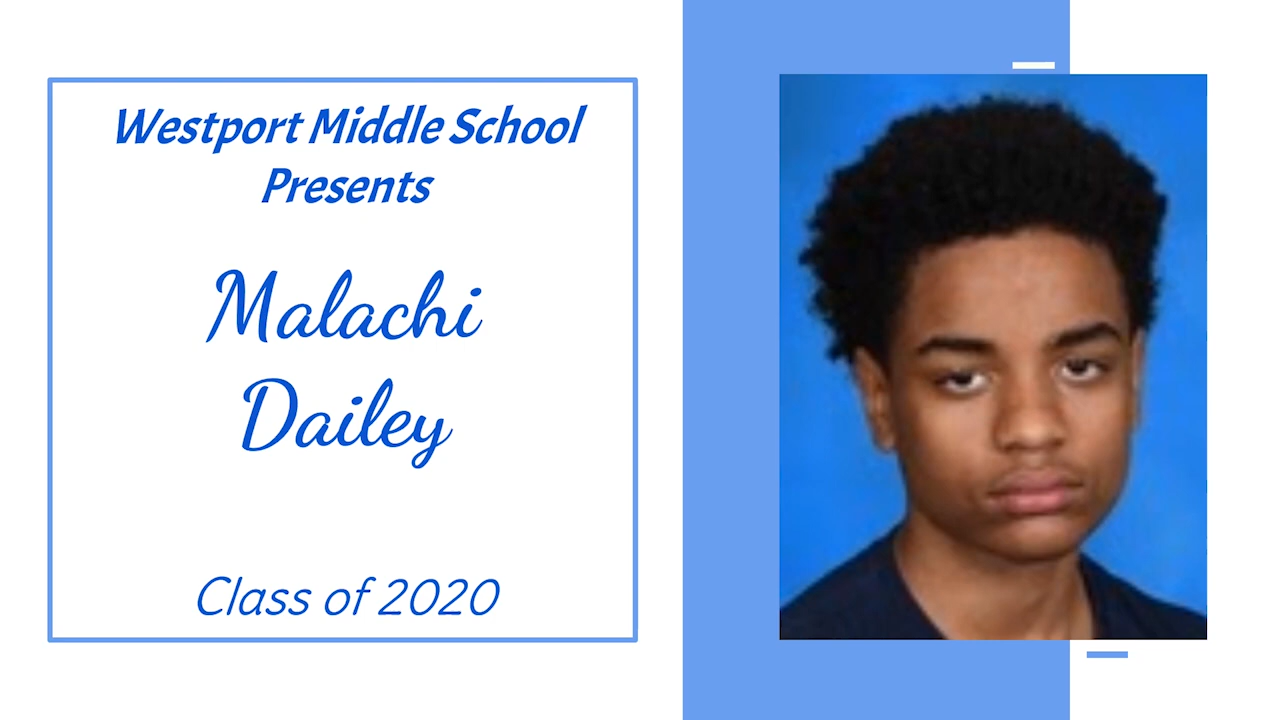 Westport Middle School
Presents
Malachi
Dailey
Class of 2020